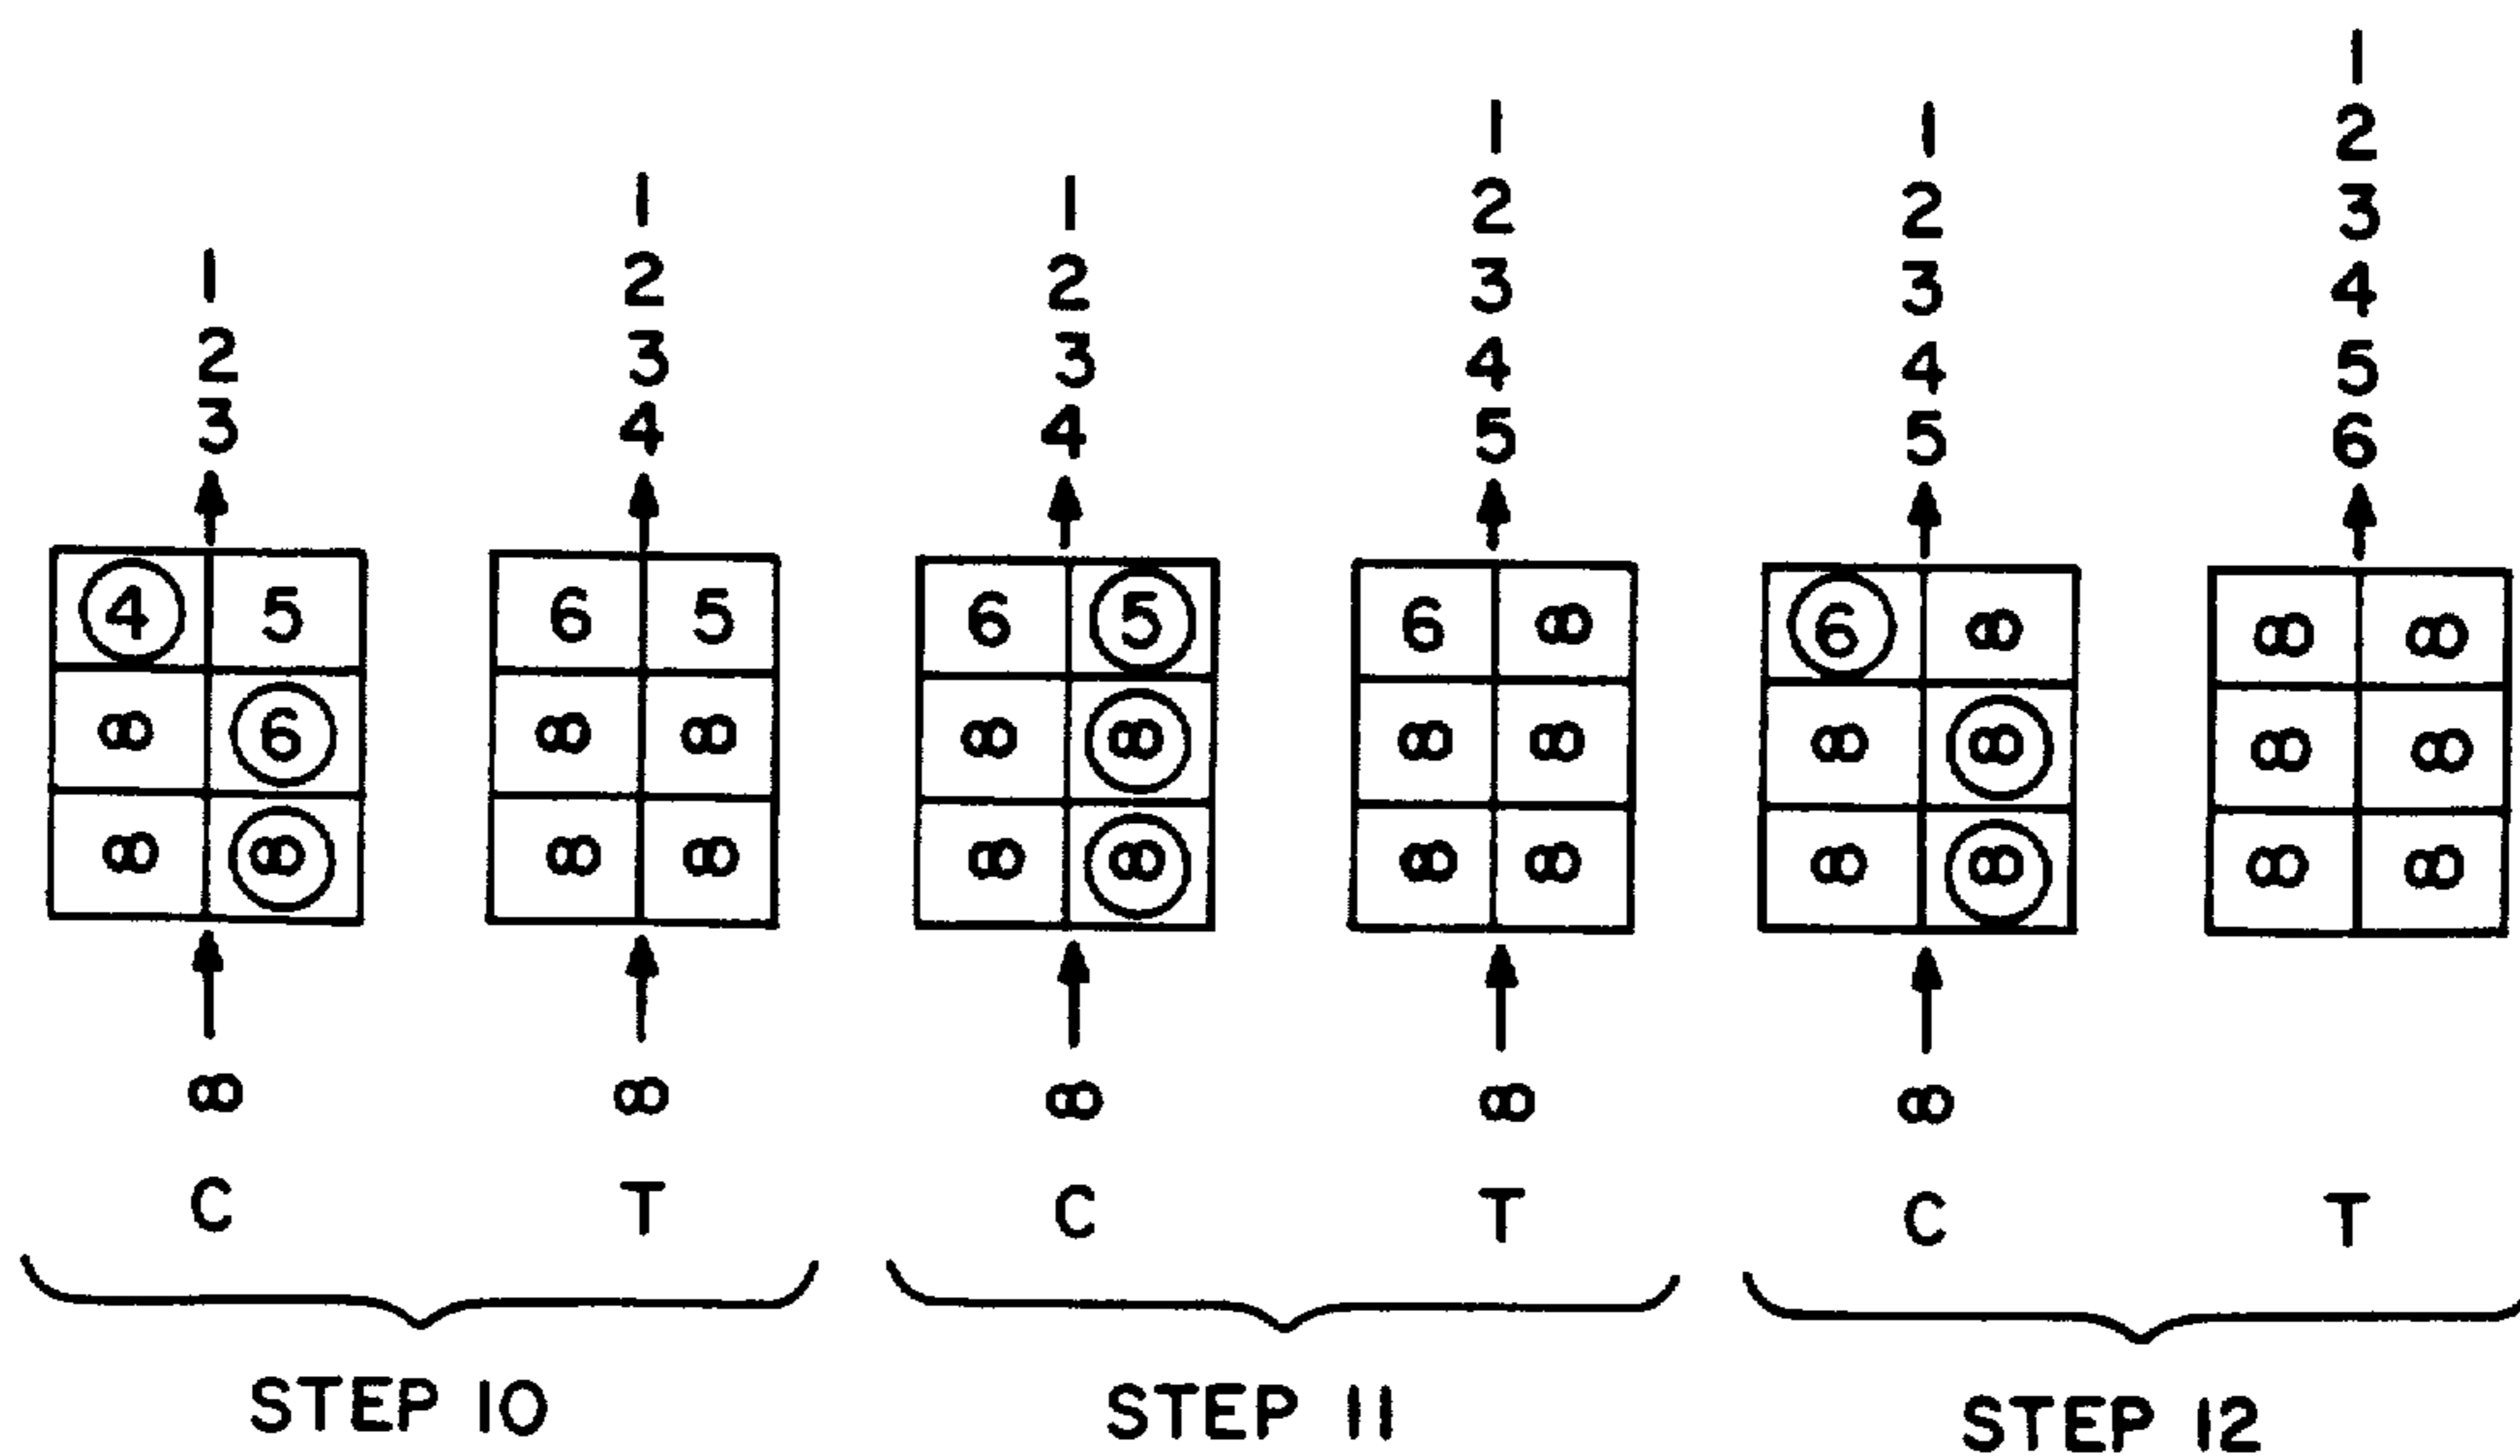 1
1 1 2
1 1 2 2 3
1 2 2 3 3 4
2 3 3 4 4 5
3 4 4 5 5 6
4 5 6 5 6 5 6 ∞ 6 ∞ ∞ ∞
∞ 6 ∞ ∞ ∞ ∞ ∞ ∞ ∞ ∞ ∞ ∞
∞ ∞ ∞ ∞ ∞ ∞ ∞ ∞ ∞ ∞ ∞ ∞
∞ ∞ ∞ ∞ ∞
C T C T C T
STEP 10 STEP 11 STEP 12